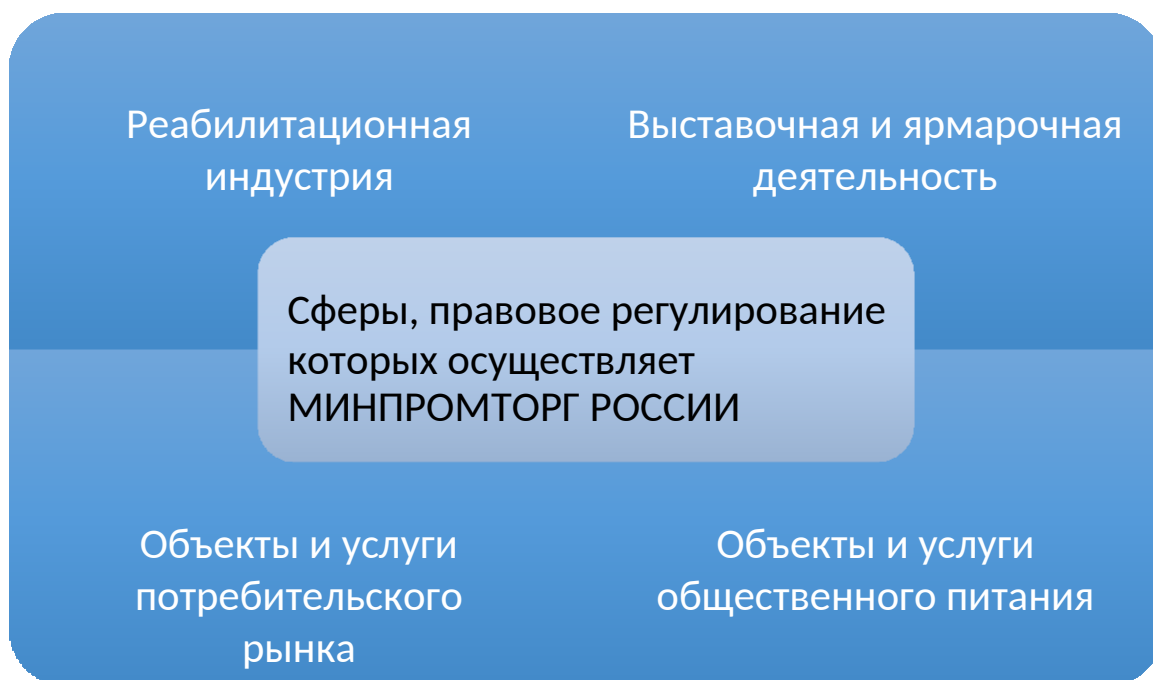 Реабилитационная
индустрия
Выставочная и ярмарочная
деятельность
Сферы, правовое регулирование
которых осуществляет
МИНПРОМТОРГ РОССИИ
Объекты и услуги
потребительского
рынка
Объекты и услуги
общественного питания